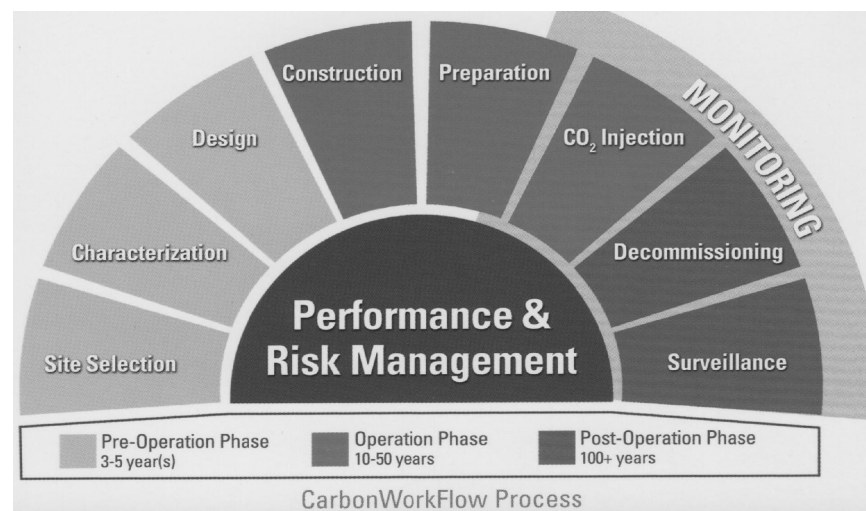 Construction
Preparation
Design
CO₂ Injection
MONITORING
Characterization
Decommissioning
Site Selection
Surveillance
Performance &
Risk Management
Pre-Operation Phase
3-5 year(s)
Operation Phase
10-50 years
Post-Operation Phase
100+ years
CarbonWorkFlow Process